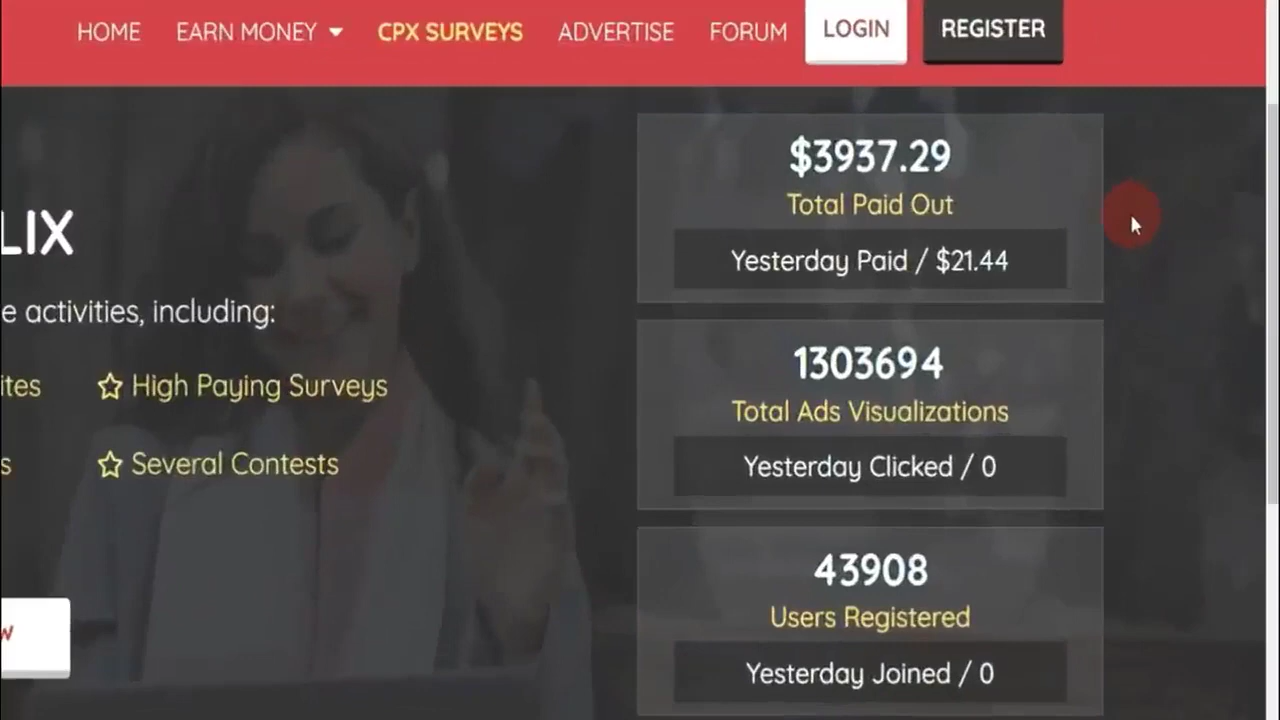 HOME EARN MONEY CPX SURVEYS ADVERTISE FORUM LOGIN REGISTER
$3937.29
Total Paid Out
Yesterday Paid / $21.44
LIX
e activities, including:
ites High Paying Surveys
s Several Contests
W
1303694
Total Ads Visualizations
Yesterday Clicked / 0
43908
Users Registered
Yesterday Joined / 0